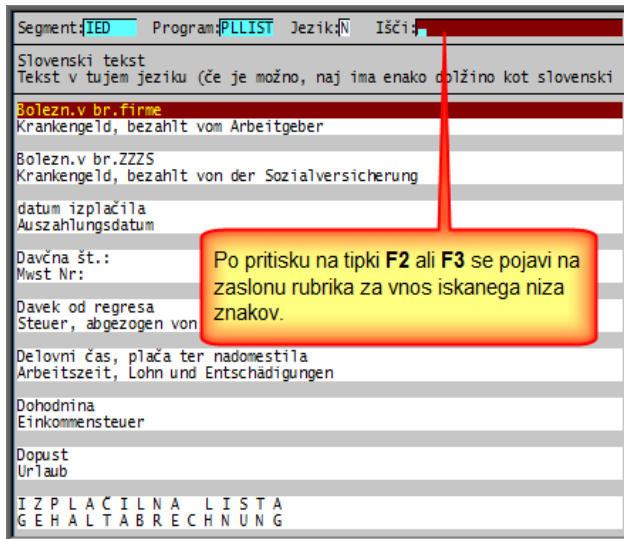 Segment:IED Program:PLLIST Jezik:N Išči:
Slovenski tekst
Tekst v tujem jeziku (če je možno, naj ima enako dolžino kot slovenski
Bolezn.v br.firme
Krankengeld, bezahlt vom Arbeitgeber
Bolezn.v br.ZZZS
Krankengeld, bezahlt von der Sozialversicherung
datum izplačila
Auszahlungsdatum
Davčna št.:
Mwst Nr:
Davek od regresa
Steuer, abgezogen von
Po pritisku na tipki F2 ali F3 se pojavi na
zaslonu rubrika za vnos iskanega niza
znakov.
Delovni čas, plača ter nadomestila
Arbeitszeit, Lohn und Entschädigungen
Dohodnina
Einkommensteuer
Dopust
Urlaub
I Z P L A Č I L N A   L I S T A
G E H A L T A B R E C H N U N G